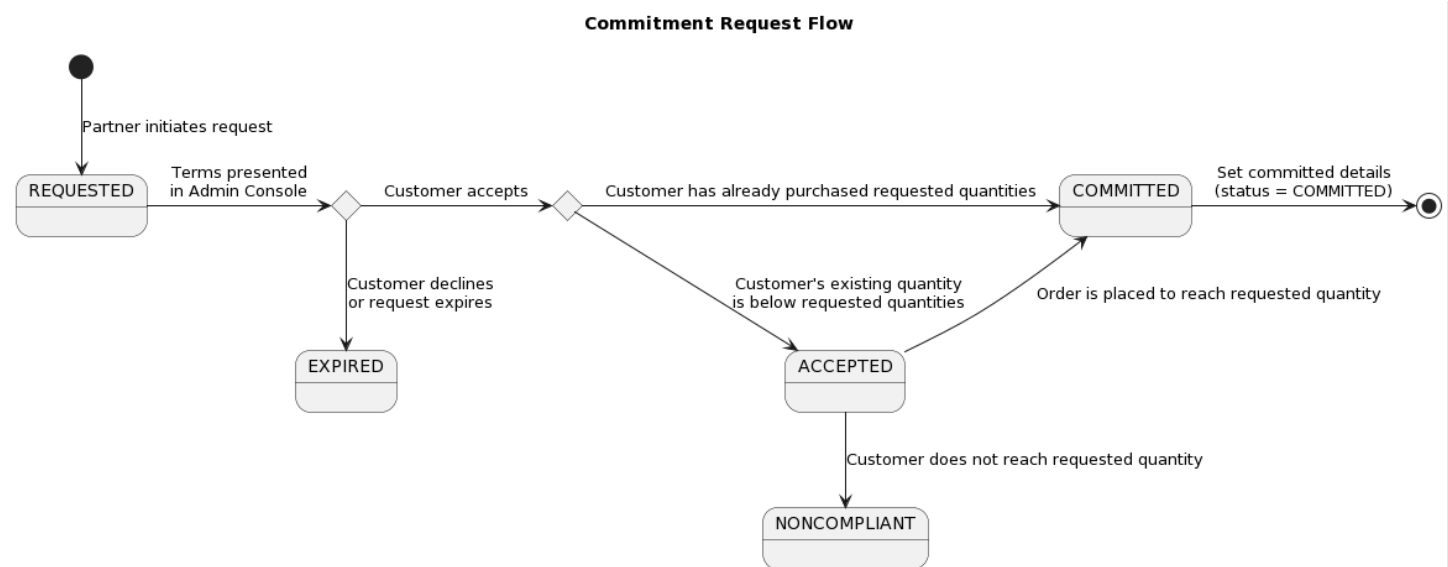 Commitment Request Flow
Partner initiates request
REQUESTED
Terms presented
in Admin Console
Customer accepts
Customer has already purchased requested quantities
COMMITTED
Set committed details
(status = COMMITTED)
Customer declines
or request expires
Customer's existing quantity
is below requested quantities
Order is placed to reach requested quantity
EXPIRED
ACCEPTED
Customer does not reach requested quantity
NONCOMPLIANT